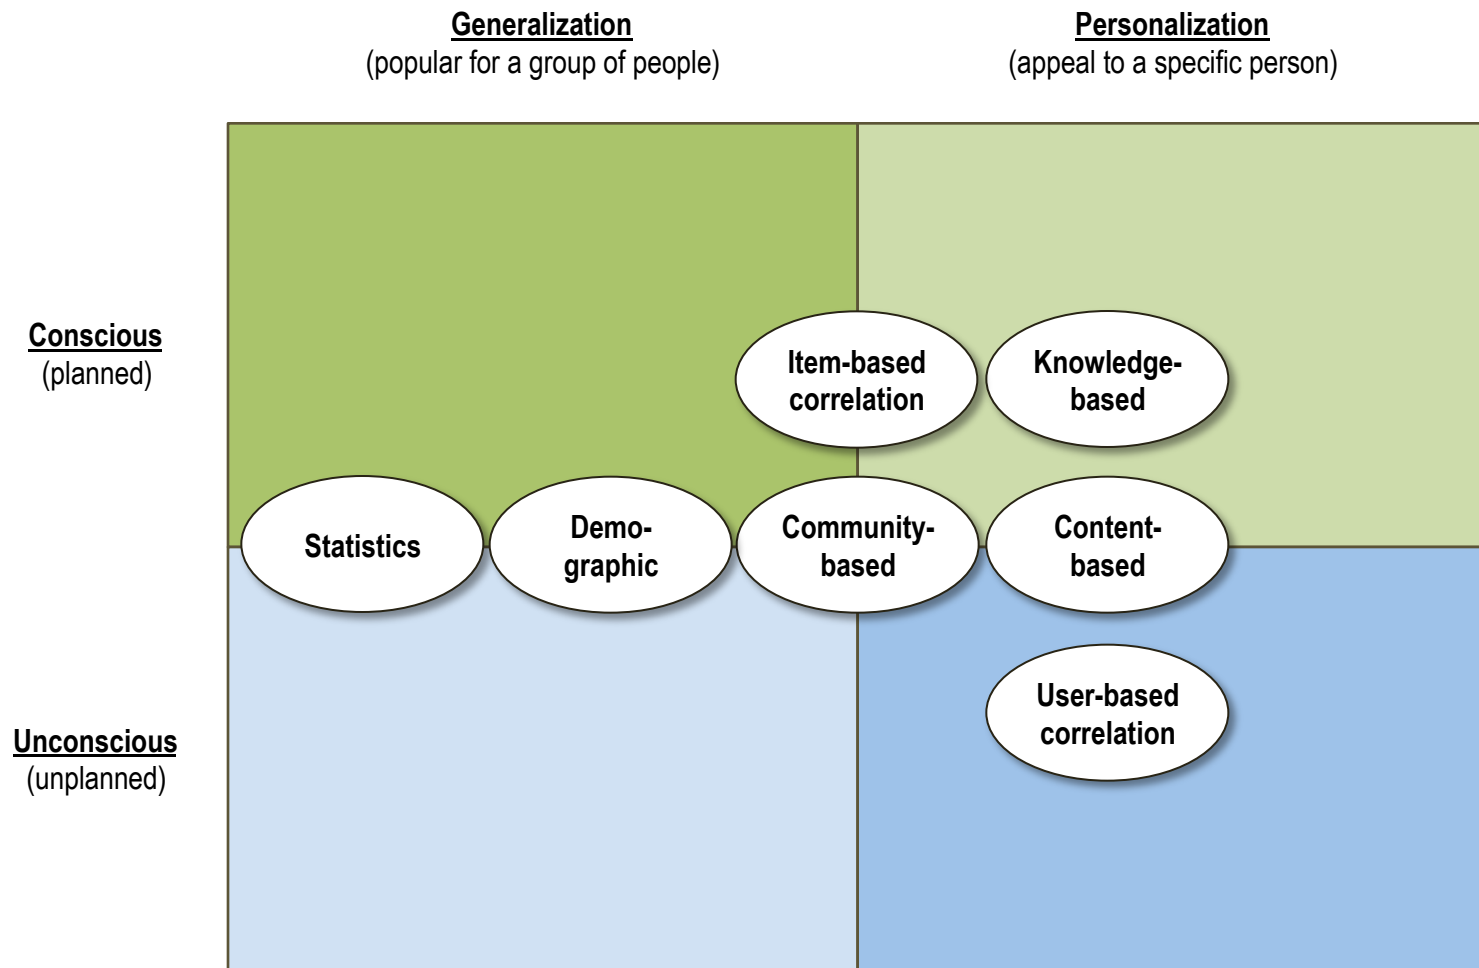 Generalization
(popular for a group of people)
Personalization
(appeal to a specific person)
Conscious
(planned)
Item-based
correlation
Knowledge-
based
Statistics
Demo-
graphic
Community-
based
Content-
based
User-based
correlation
Unconscious
(unplanned)